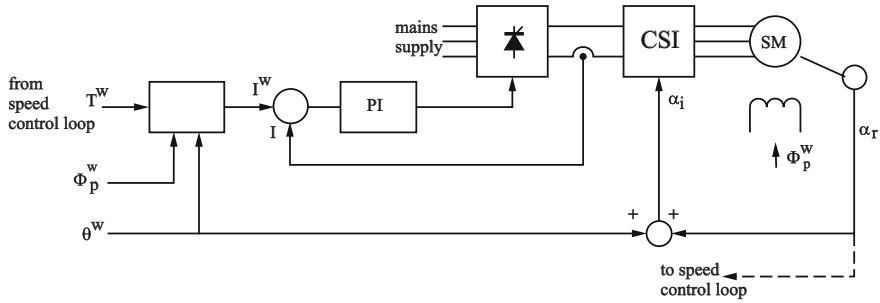 mains
supply
CSI
SM
from
speed
control loop
T^W
I^W
I
PI
α_i
α_r
Φ_p^W
Φ_p^W
θ^W
+
+
to speed
control loop